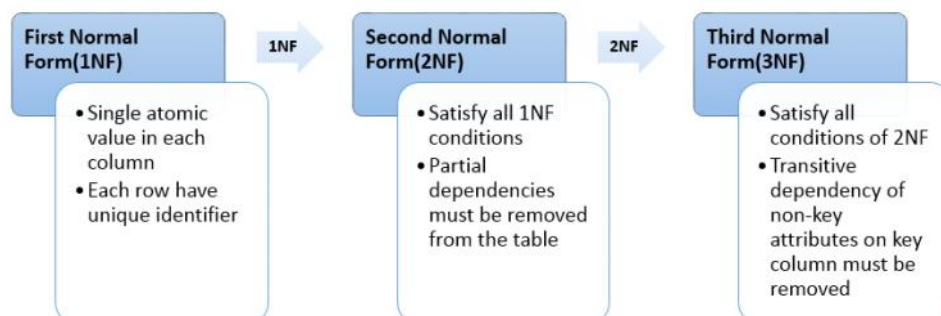 First Normal
Form(1NF)
• Single atomic
value in each
column
• Each row have
unique identifier
1NF
Second Normal
Form(2NF)
• Satisfy all 1NF
conditions
• Partial
dependencies
must be removed
from the table
2NF
Third Normal
Form(3NF)
• Satisfy all
conditions of 2NF
• Transitive
dependency of
non-key
attributes on key
column must be
removed